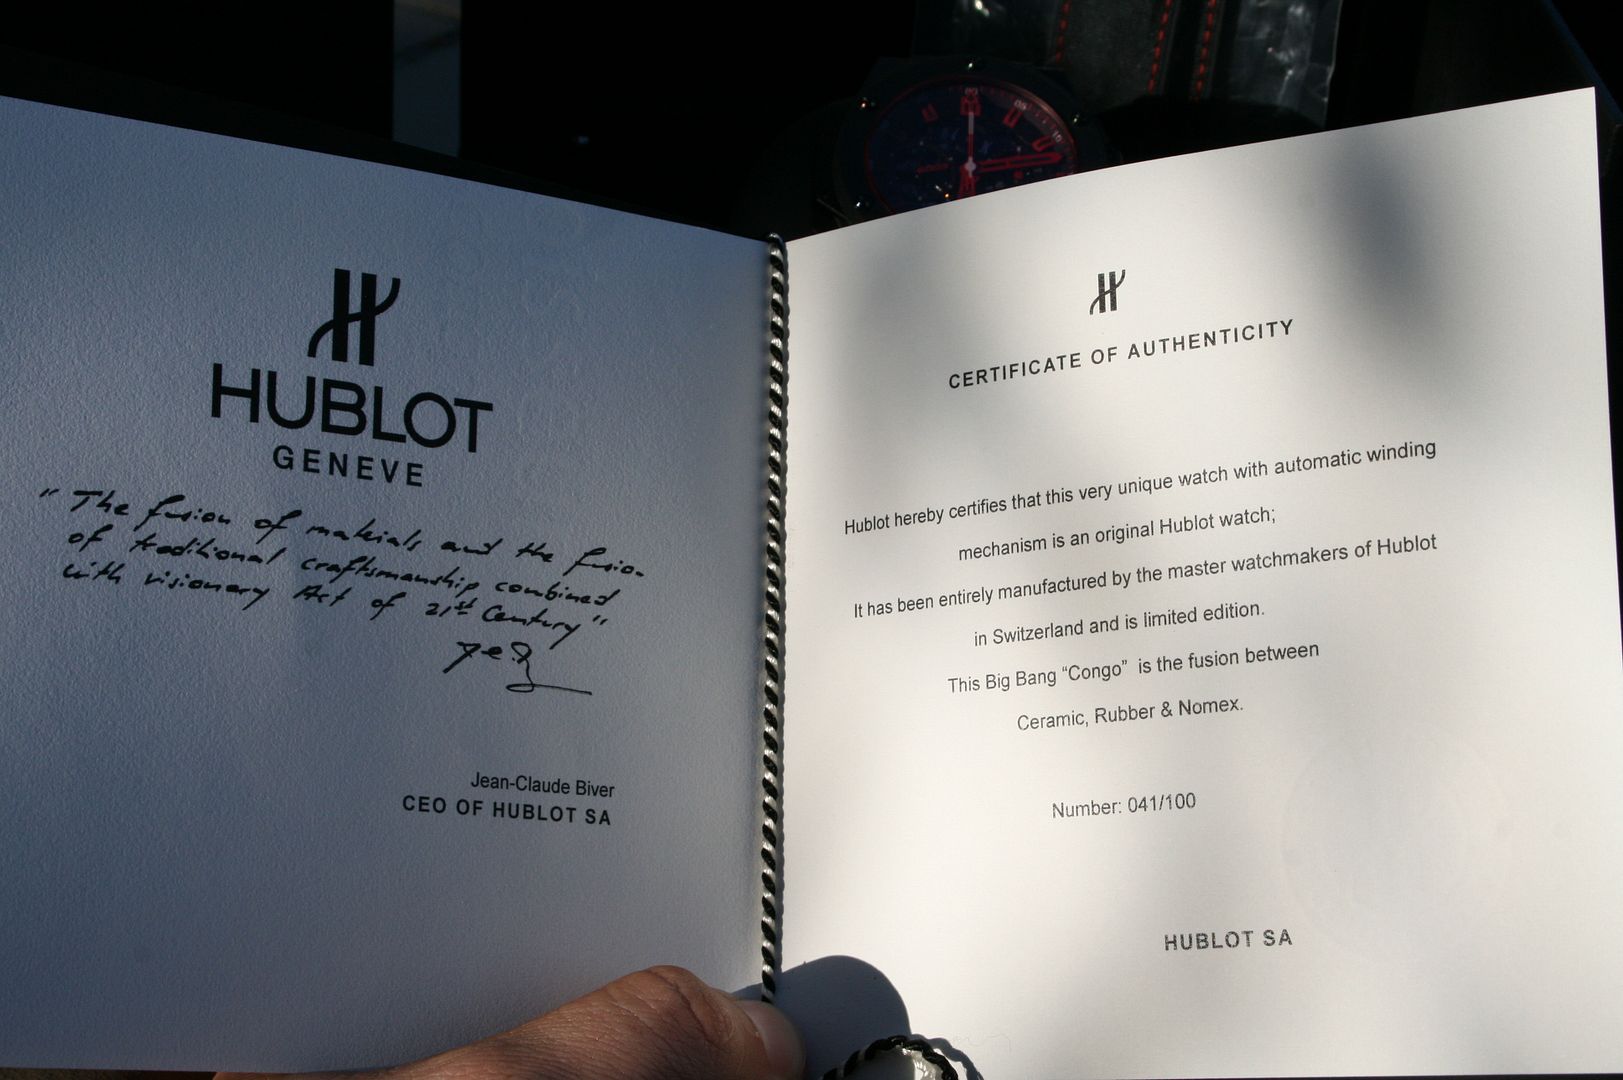 HUBLOT
GENEVE
"The fusion of materials and the fusion
of traditional craftsmanship combined
with visionary Art of 21st Century"
Jean-Claude Biver
CEO OF HUBLOT SA
CERTIFICATE OF AUTHENTICITY
Hublot hereby certifies that this very unique watch with automatic winding
mechanism is an original Hublot watch;
It has been entirely manufactured by the master watchmakers of Hublot
in Switzerland and is limited edition.
This Big Bang “Congo” is the fusion between
Ceramic, Rubber & Nomex.
Number: 041/100
HUBLOT SA